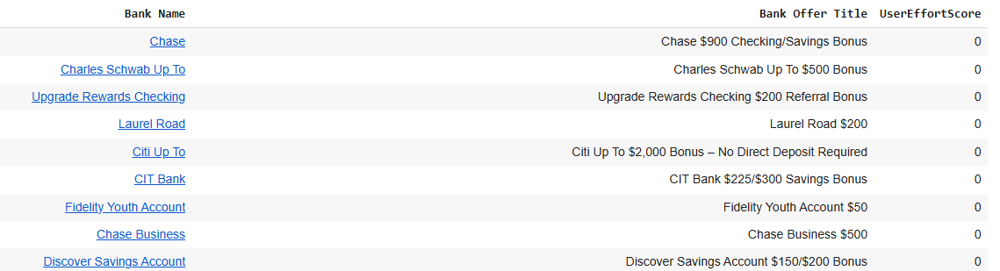 Bank Name Bank Offer Title UserEffortScore
Chase Chase $900 Checking/Savings Bonus 0
Charles Schwab Up To Charles Schwab Up To $500 Bonus 0
Upgrade Rewards Checking Upgrade Rewards Checking $200 Referral Bonus 0
Laurel Road Laurel Road $200 0
Citi Up To Citi Up To $2,000 Bonus – No Direct Deposit Required 0
CIT Bank CIT Bank $225/$300 Savings Bonus 0
Fidelity Youth Account Fidelity Youth Account $50 0
Chase Business Chase Business $500 0
Discover Savings Account Discover Savings Account $150/$200 Bonus 0